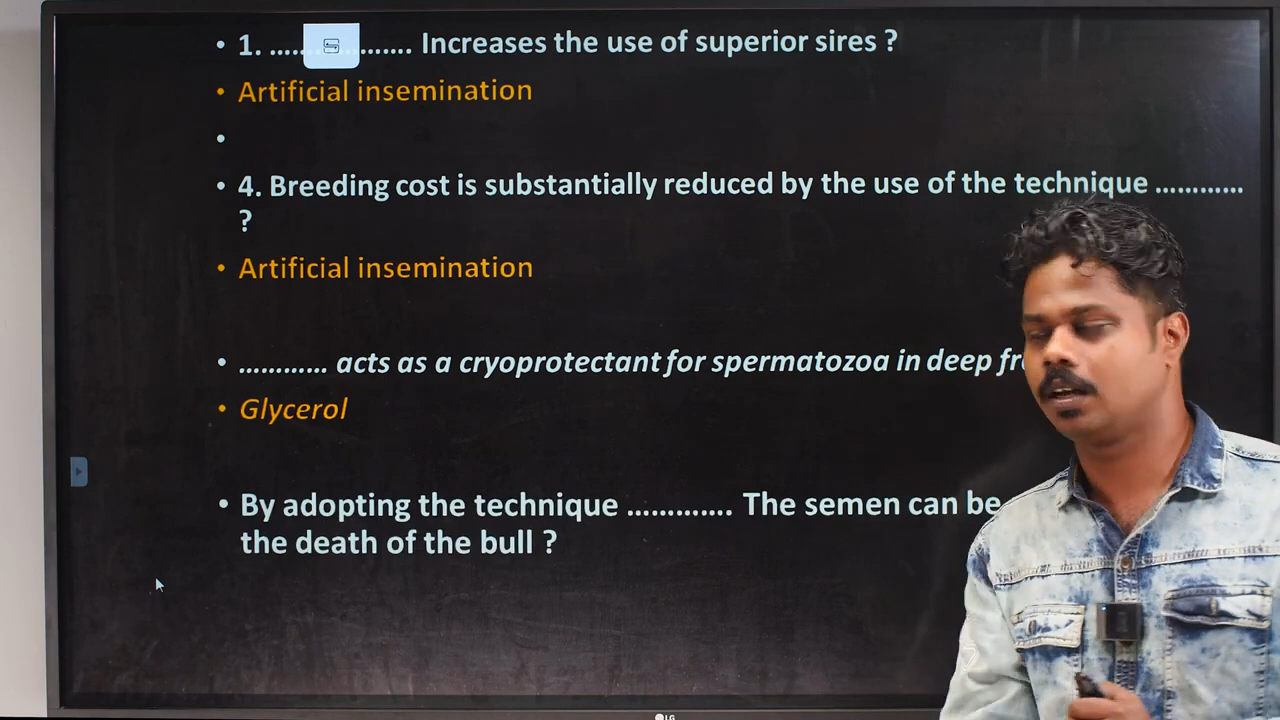 • 1. .................. Increases the use of superior sires ?
• Artificial insemination
•
• 4. Breeding cost is substantially reduced by the use of the technique ............
?
• Artificial insemination
• ............ acts as a cryoprotectant for spermatozoa in deep
• Glycerol
• By adopting the technique ............. The semen can be
the death of the bull ?
LG